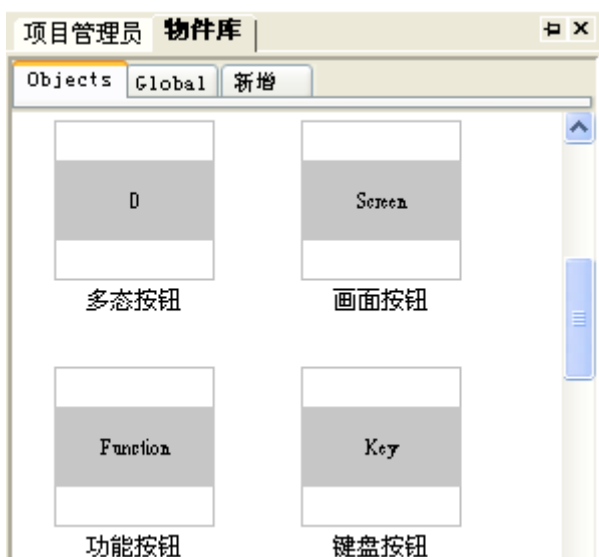 项目管理员 物件库
Objects Global 新增
D Screen
多态按钮 画面按钮
Function Key
功能按钮 键盘按钮